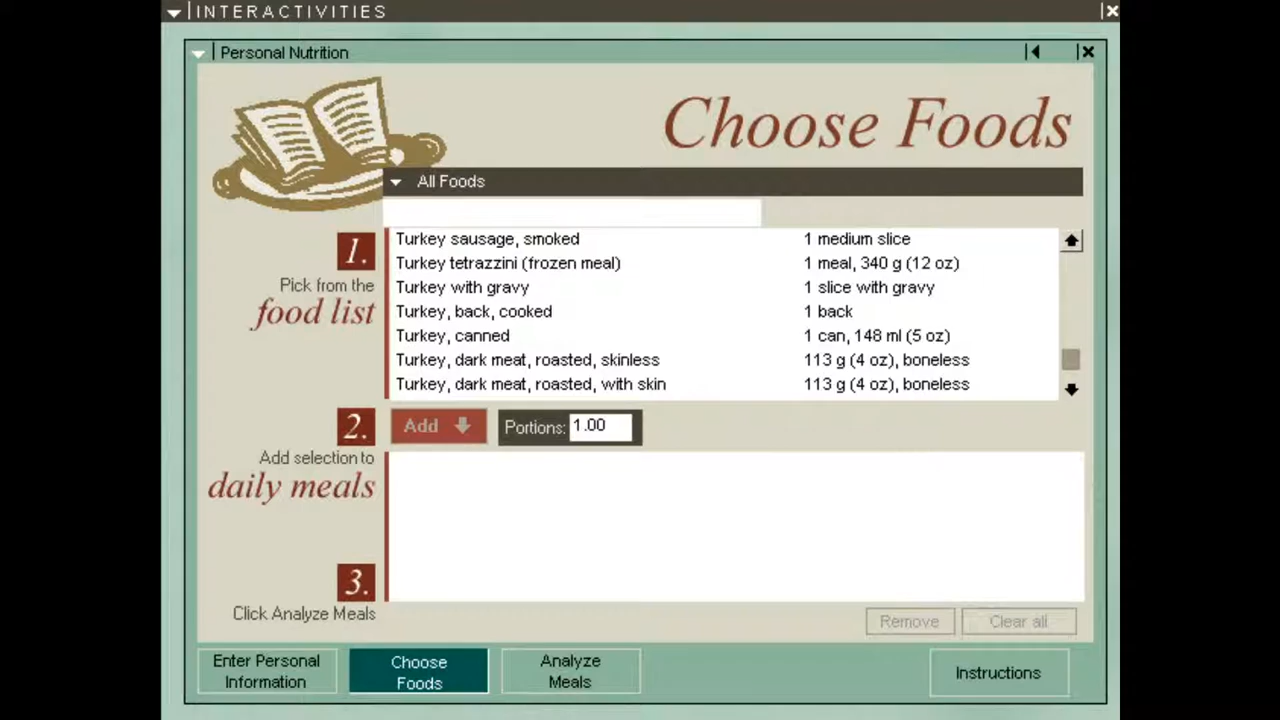 INTERACTIVITIES
Personal Nutrition
Choose Foods
All Foods
1.
Pick from the
food list
Turkey sausage, smoked 1 medium slice
Turkey tetrazzini (frozen meal) 1 meal, 340 g (12 oz)
Turkey with gravy 1 slice with gravy
Turkey, back, cooked 1 back
Turkey, canned 1 can, 148 ml (5 oz)
Turkey, dark meat, roasted, skinless 113 g (4 oz), boneless
Turkey, dark meat, roasted, with skin 113 g (4 oz), boneless
2.
Add selection to
daily meals
Add
Portions: 1.00
3.
Click Analyze Meals
Remove Clear all
Enter Personal
Information
Choose
Foods
Analyze
Meals
Instructions